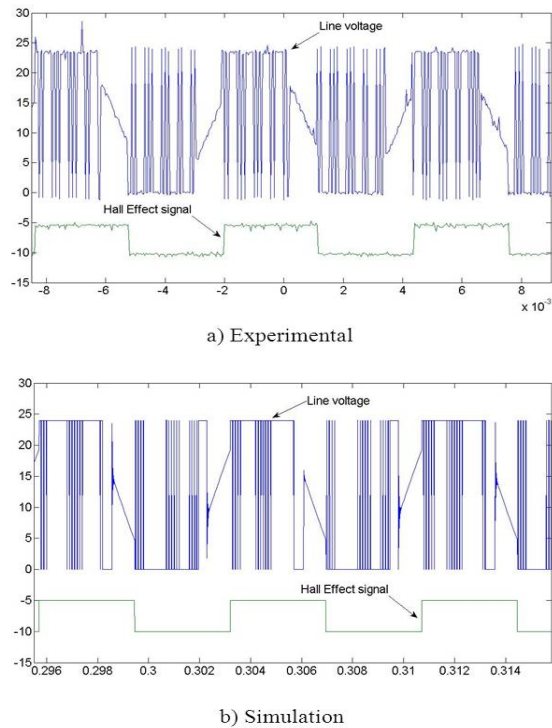 30
25
20
15
10
5
0
-5
-10
-15
Line voltage
Hall Effect signal
-8 -6 -4 -2 0 2 4 6 8
x 10⁻³
a) Experimental
30
25
20
15
10
5
0
-5
-10
-15
Line voltage
Hall Effect signal
0.296 0.298 0.3 0.302 0.304 0.306 0.308 0.31 0.312 0.314
b) Simulation